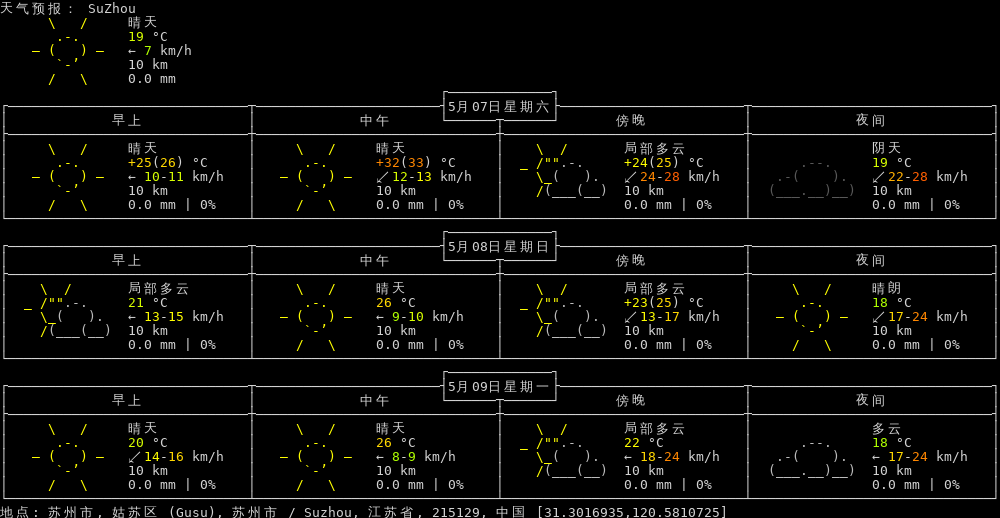 天气预报： SuZhou
晴天
19 °C
← 7 km/h
10 km
0.0 mm
5月07日星期六
早上 中午 傍晚 夜间
晴天 晴天 局部多云 阴天
+25(26) °C +32(33) °C +24(25) °C 19 °C
← 10-11 km/h ↙ 12-13 km/h ↙ 24-28 km/h ↙ 22-28 km/h
10 km 10 km 10 km 10 km
0.0 mm | 0% 0.0 mm | 0% 0.0 mm | 0% 0.0 mm | 0%
5月08日星期日
早上 中午 傍晚 夜间
局部多云 晴天 局部多云 晴朗
21 °C 26 °C +23(25) °C 18 °C
← 13-15 km/h ← 9-10 km/h ↙ 13-17 km/h ↙ 17-24 km/h
10 km 10 km 10 km 10 km
0.0 mm | 0% 0.0 mm | 0% 0.0 mm | 0% 0.0 mm | 0%
5月09日星期一
早上 中午 傍晚 夜间
晴天 晴天 局部多云 多云
20 °C 26 °C 22 °C 18 °C
↙ 14-16 km/h ← 8-9 km/h ← 18-24 km/h ← 17-24 km/h
10 km 10 km 10 km 10 km
0.0 mm | 0% 0.0 mm | 0% 0.0 mm | 0% 0.0 mm | 0%
地点: 苏州市, 姑苏区 (Gusu), 苏州市 / Suzhou, 江苏省, 215129, 中国 [31.3016935,120.5810725]